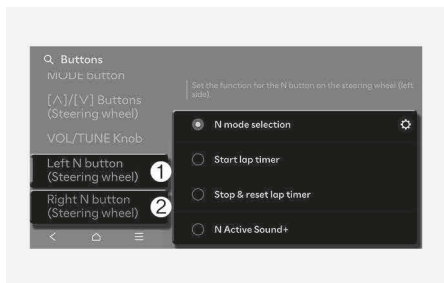 Buttons
MODE button
[∧]/[∨] Buttons
(Steering wheel)
VOL/TUNE Knob
Left N button
(Steering wheel)
1
Right N button
(Steering wheel)
2
Set the function for the N button on the steering wheel (left
side).
N mode selection
Start lap timer
Stop & reset lap timer
N Active Sound+